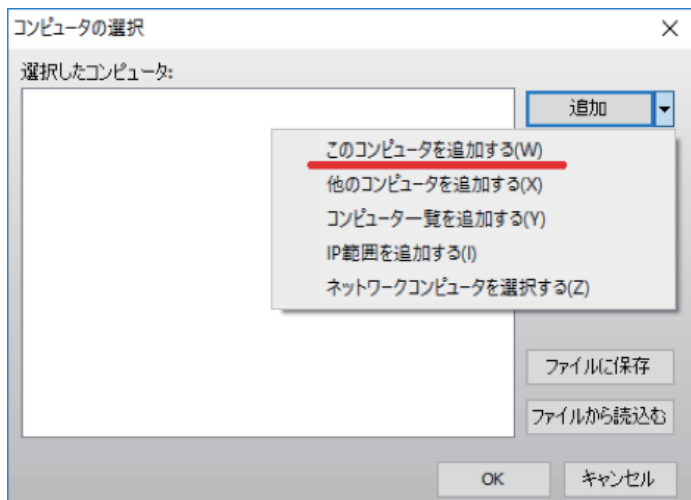 コンピュータの選択
選択したコンピュータ:
追加
このコンピュータを追加する(W)
他のコンピュータを追加する(X)
コンピュータ一覧を追加する(Y)
IP範囲を追加する(I)
ネットワークコンピュータを選択する(Z)
ファイルに保存
ファイルから読込む
OK
キャンセル